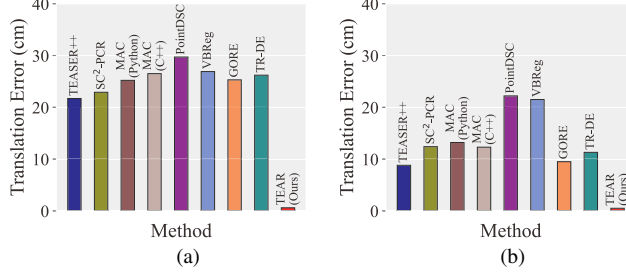 40
30
20
10
0
Translation Error (cm)
TEASER++
SC²-PCR
MAC
(Python)
MAC
(C++)
PointDSC
VBReg
GORE
TR-DE
TEAR
(Ours)
Method
(a)
40
30
20
10
0
Translation Error (cm)
TEASER++
SC²-PCR
MAC
(Python)
MAC
(C++)
PointDSC
VBReg
GORE
TR-DE
TEAR
(Ours)
Method
(b)